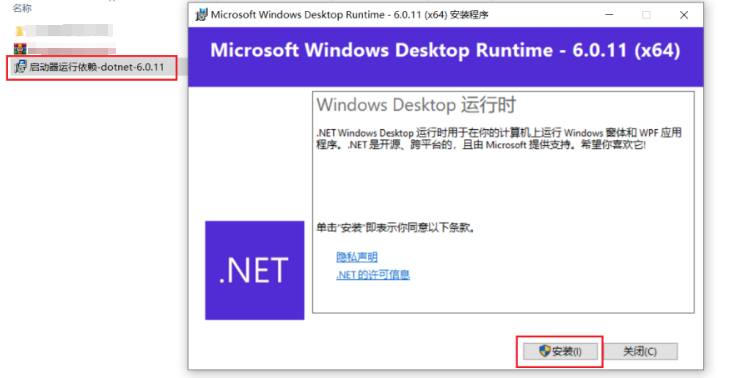 名称
启动器运行依赖-dotnet-6.0.11
Microsoft Windows Desktop Runtime - 6.0.11 (x64) 安装程序
Microsoft Windows Desktop Runtime - 6.0.11 (x64)
Windows Desktop 运行时
.NET Windows Desktop 运行时用于在你的计算机上运行 Windows 窗体和 WPF 应用
程序。.NET 是开源、跨平台的，且由 Microsoft 提供支持。希望你喜欢它!
单击"安装"即表示你同意以下条款。
隐私声明
.NET 的许可信息
.NET
安装(I)
关闭(C)